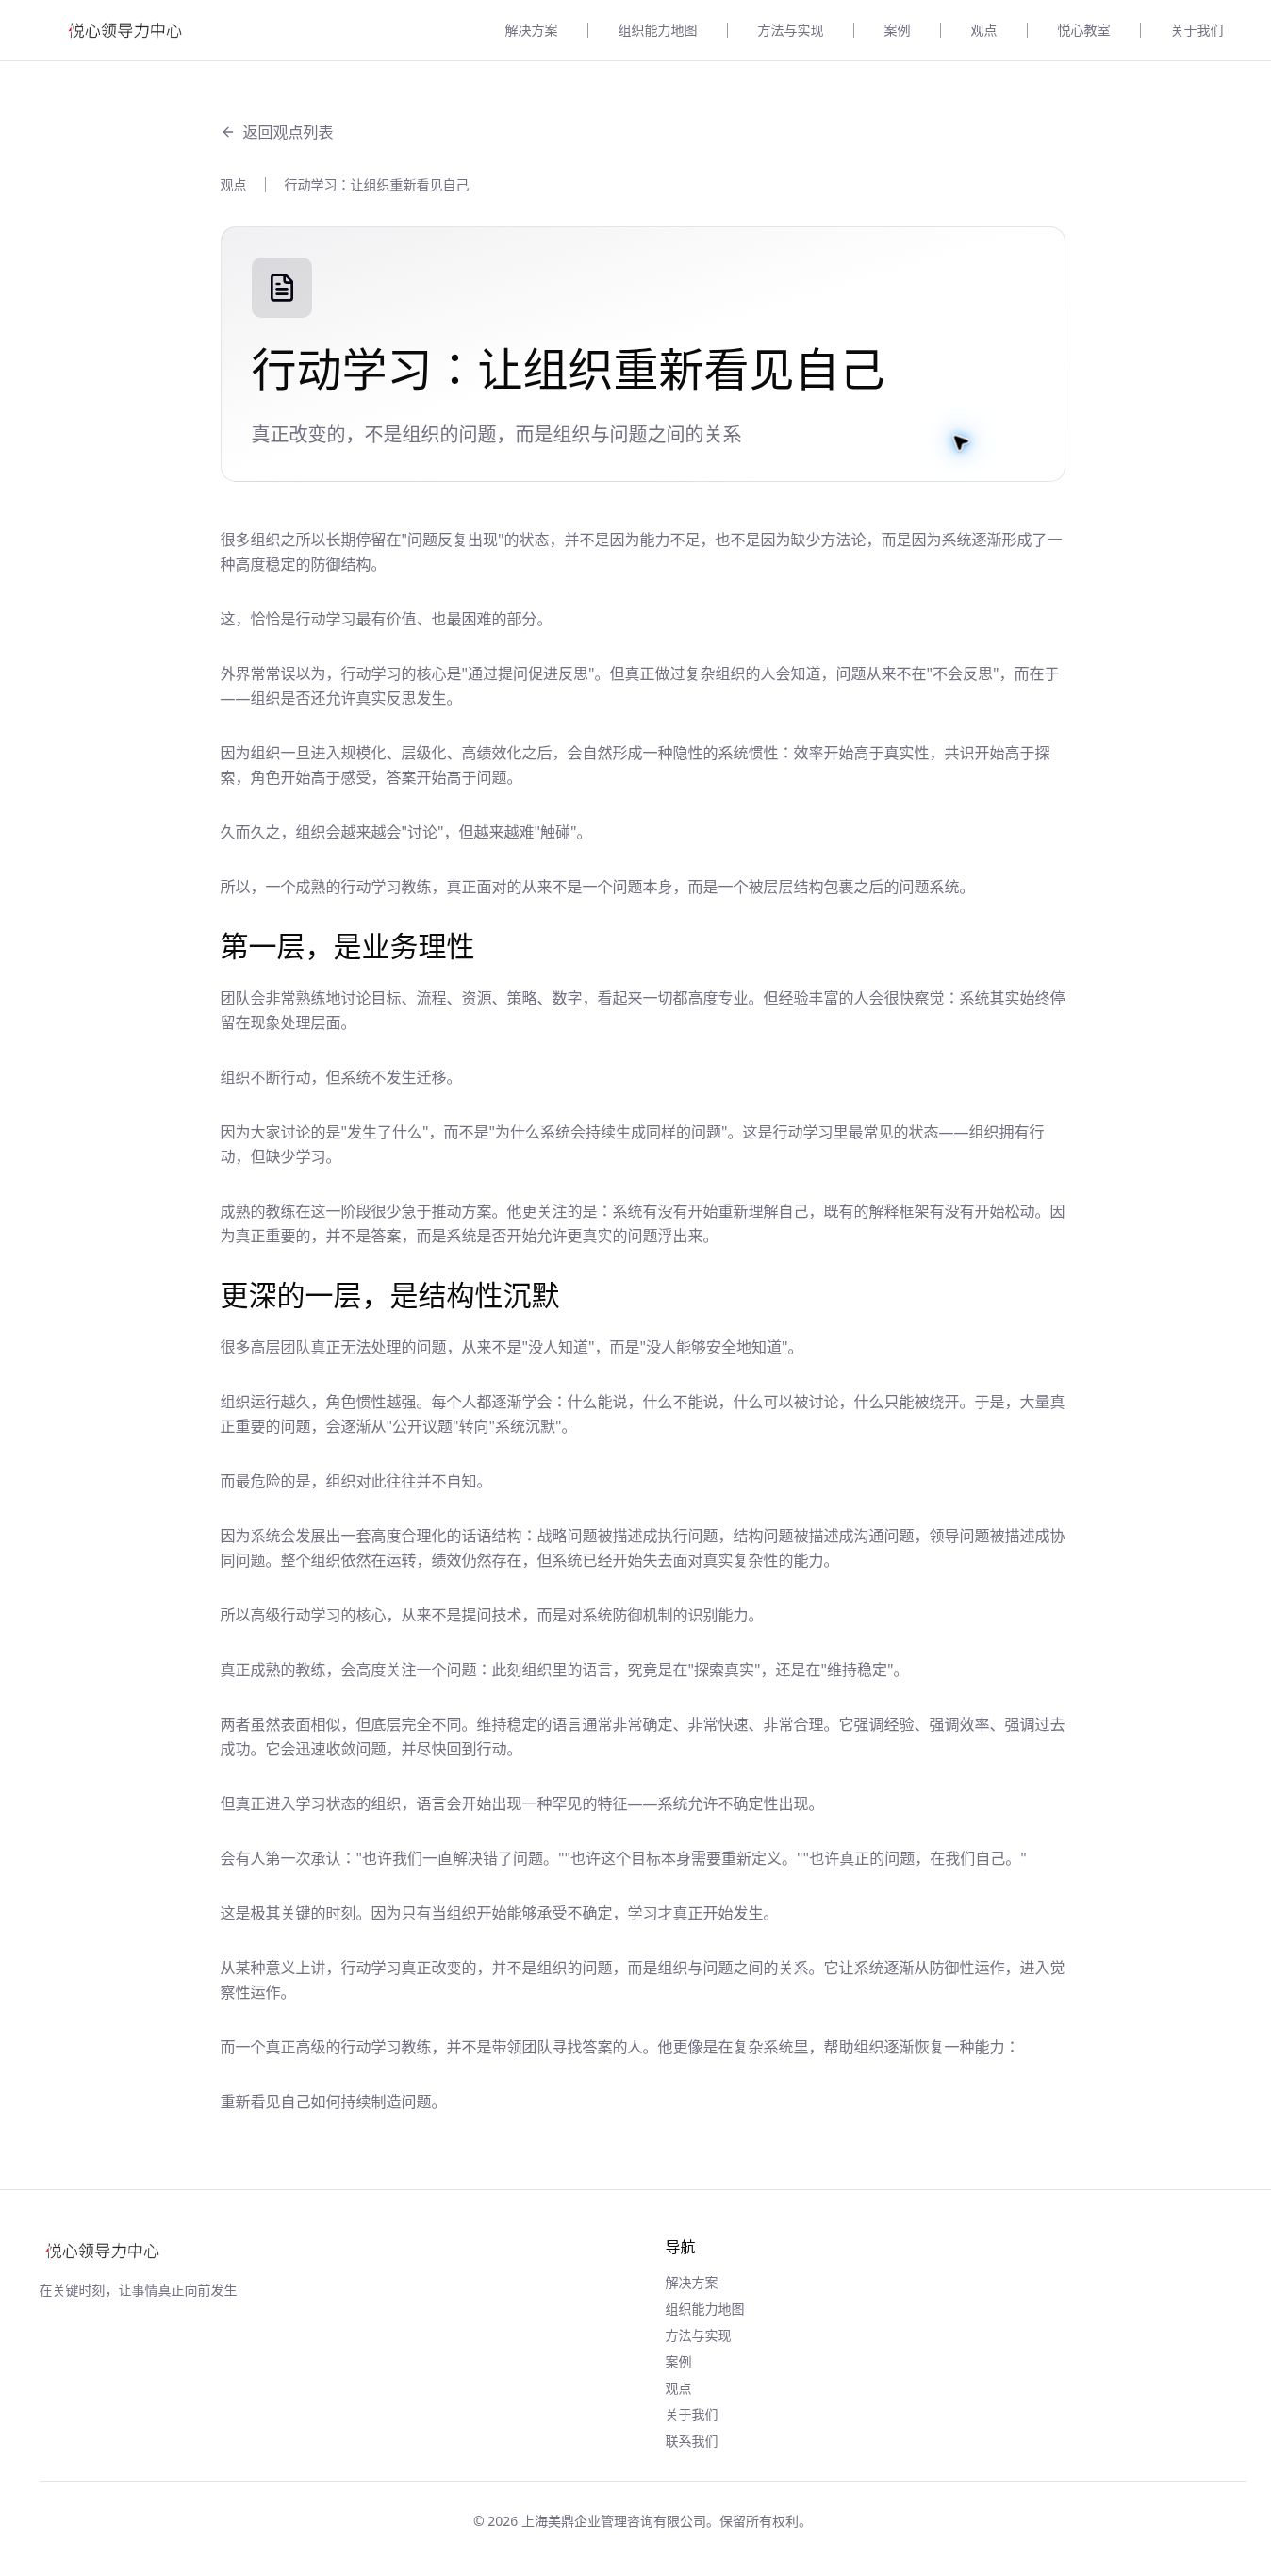 悦心领导力中心
解决方案
组织能力地图
方法与实现
案例
观点
悦心教室
关于我们
返回观点列表
观点
行动学习：让组织重新看见自己
行动学习：让组织重新看见自己
真正改变的，不是组织的问题，而是组织与问题之间的关系
很多组织之所以长期停留在"问题反复出现"的状态，并不是因为能力不足，也不是因为缺少方法论，而是因为系统逐渐形成了一
种高度稳定的防御结构。
这，恰恰是行动学习最有价值、也最困难的部分。
外界常常误以为，行动学习的核心是"通过提问促进反思"。但真正做过复杂组织的人会知道，问题从来不在"不会反思"，而在于
——组织是否还允许真实反思发生。
因为组织一旦进入规模化、层级化、高绩效化之后，会自然形成一种隐性的系统惯性：效率开始高于真实性，共识开始高于探
索，角色开始高于感受，答案开始高于问题。
久而久之，组织会越来越会"讨论"，但越来越难"触碰"。
所以，一个成熟的行动学习教练，真正面对的从来不是一个问题本身，而是一个被层层结构包裹之后的问题系统。
第一层，是业务理性
团队会非常熟练地讨论目标、流程、资源、策略、数字，看起来一切都高度专业。但经验丰富的人会很快察觉：系统其实始终停
留在现象处理层面。
组织不断行动，但系统不发生迁移。
因为大家讨论的是"发生了什么"，而不是"为什么系统会持续生成同样的问题"。这是行动学习里最常见的状态——组织拥有行
动，但缺少学习。
成熟的教练在这一阶段很少急于推动方案。他更关注的是：系统有没有开始重新理解自己，既有的解释框架有没有开始松动。因
为真正重要的，并不是答案，而是系统是否开始允许更真实的问题浮出来。
更深的一层，是结构性沉默
很多高层团队真正无法处理的问题，从来不是"没人知道"，而是"没人能够安全地知道"。
组织运行越久，角色惯性越强。每个人都逐渐学会：什么能说，什么不能说，什么可以被讨论，什么只能被绕开。于是，大量真
正重要的问题，会逐渐从"公开议题"转向"系统沉默"。
而最危险的是，组织对此往往并不自知。
因为系统会发展出一套高度合理化的话语结构：战略问题被描述成执行问题，结构问题被描述成沟通问题，领导问题被描述成协
同问题。整个组织依然在运转，绩效仍然存在，但系统已经开始失去面对真实复杂性的能力。
所以高级行动学习的核心，从来不是提问技术，而是对系统防御机制的识别能力。
真正成熟的教练，会高度关注一个问题：此刻组织里的语言，究竟是在"探索真实"，还是在"维持稳定"。
两者虽然表面相似，但底层完全不同。维持稳定的语言通常非常确定、非常快速、非常合理。它强调经验、强调效率、强调过去
成功。它会迅速收敛问题，并尽快回到行动。
但真正进入学习状态的组织，语言会开始出现一种罕见的特征——系统允许不确定性出现。
会有人第一次承认："也许我们一直解决错了问题。""也许这个目标本身需要重新定义。""也许真正的问题，在我们自己。"
这是极其关键的时刻。因为只有当组织开始能够承受不确定，学习才真正开始发生。
从某种意义上讲，行动学习真正改变的，并不是组织的问题，而是组织与问题之间的关系。它让系统逐渐从防御性运作，进入觉
察性运作。
而一个真正高级的行动学习教练，并不是带领团队寻找答案的人。他更像是在复杂系统里，帮助组织逐渐恢复一种能力：
重新看见自己如何持续制造问题。
悦心领导力中心
在关键时刻，让事情真正向前发生
导航
解决方案
组织能力地图
方法与实现
案例
观点
关于我们
联系我们
© 2026 上海美鼎企业管理咨询有限公司。保留所有权利。